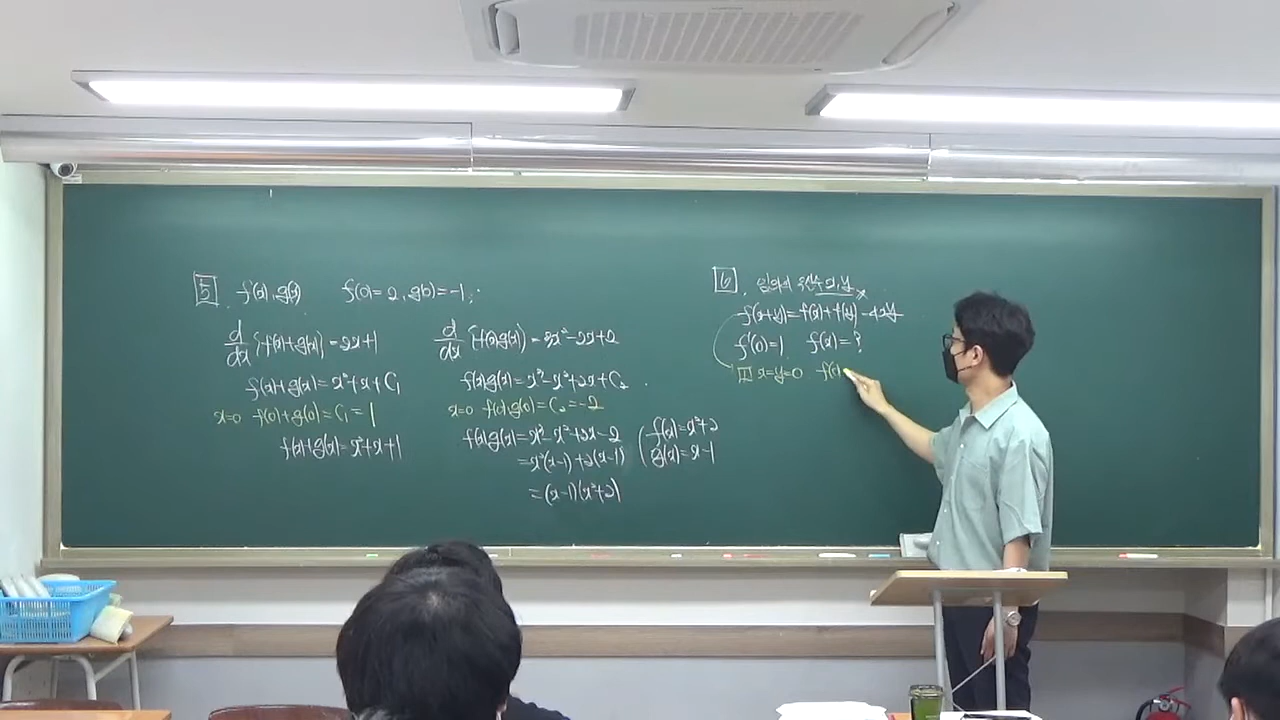 5 f(x), g(x) f(0)=2, g(0)=-1,
d/dx {f(x)+g(x)}=2x+1
f(x)+g(x)=x²+x+C₁
x=0 f(0)+g(0)=C₁=1
f(x)+g(x)=x²+x+1
d/dx {f(x)g(x)}=3x²-2x+2
f(x)g(x)=x³-x²+2x+C₂
x=0 f(0)g(0)=C₂=-2
f(x)g(x)=x³-x²+2x-2
=x²(x-1)+2(x-1)
=(x-1)(x²+2)
f(x)=x²+2
g(x)=x-1
6 임의의 실수 x,y
f(x+y)=f(x)+f(y)-4xy
f'(0)=1 f(x)=?
1 x=y=0 f(0)